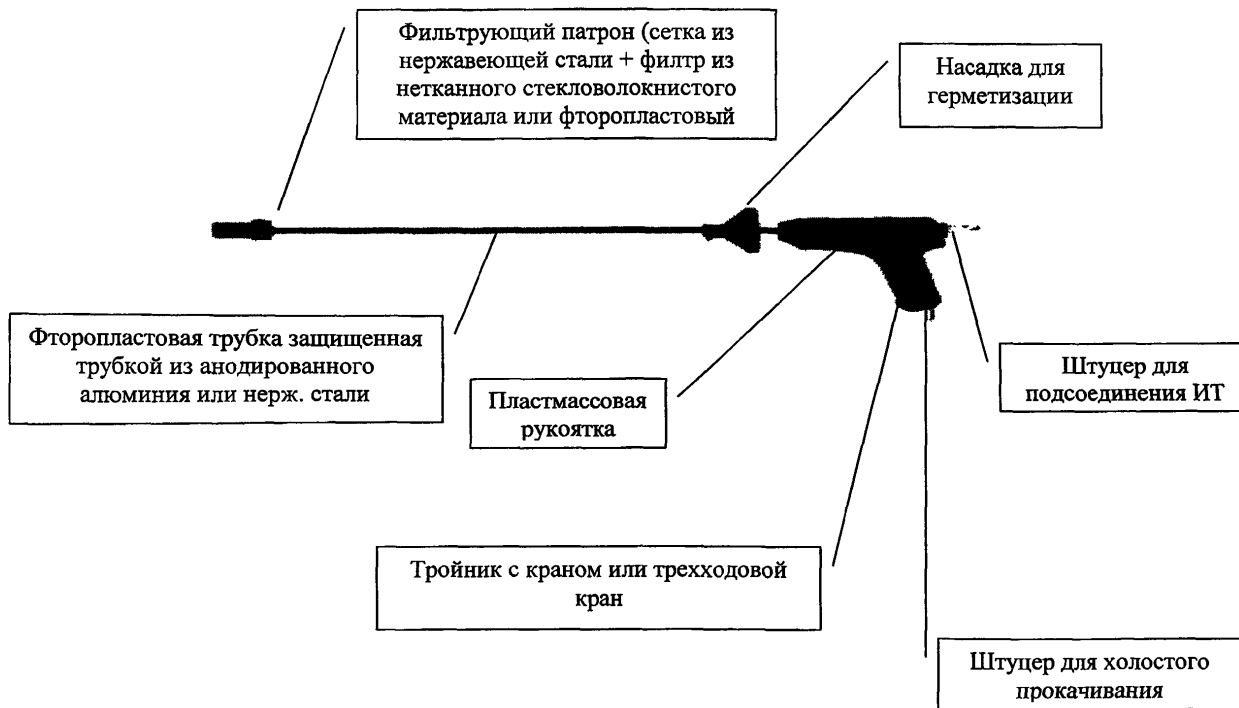 Фильтрующий патрон (сетка из
нержавеющей стали + филтр из
нетканного стекловолокнистого
материала или фторопластовый
Насадка для
герметизации
Фторопластовая трубка защищенная
трубкой из анодированного
алюминия или нерж. стали
Пластмассовая
рукоятка
Штуцер для
подсоединения ИТ
Тройник с краном или трехходовой
кран
Штуцер для холостого
прокачивания